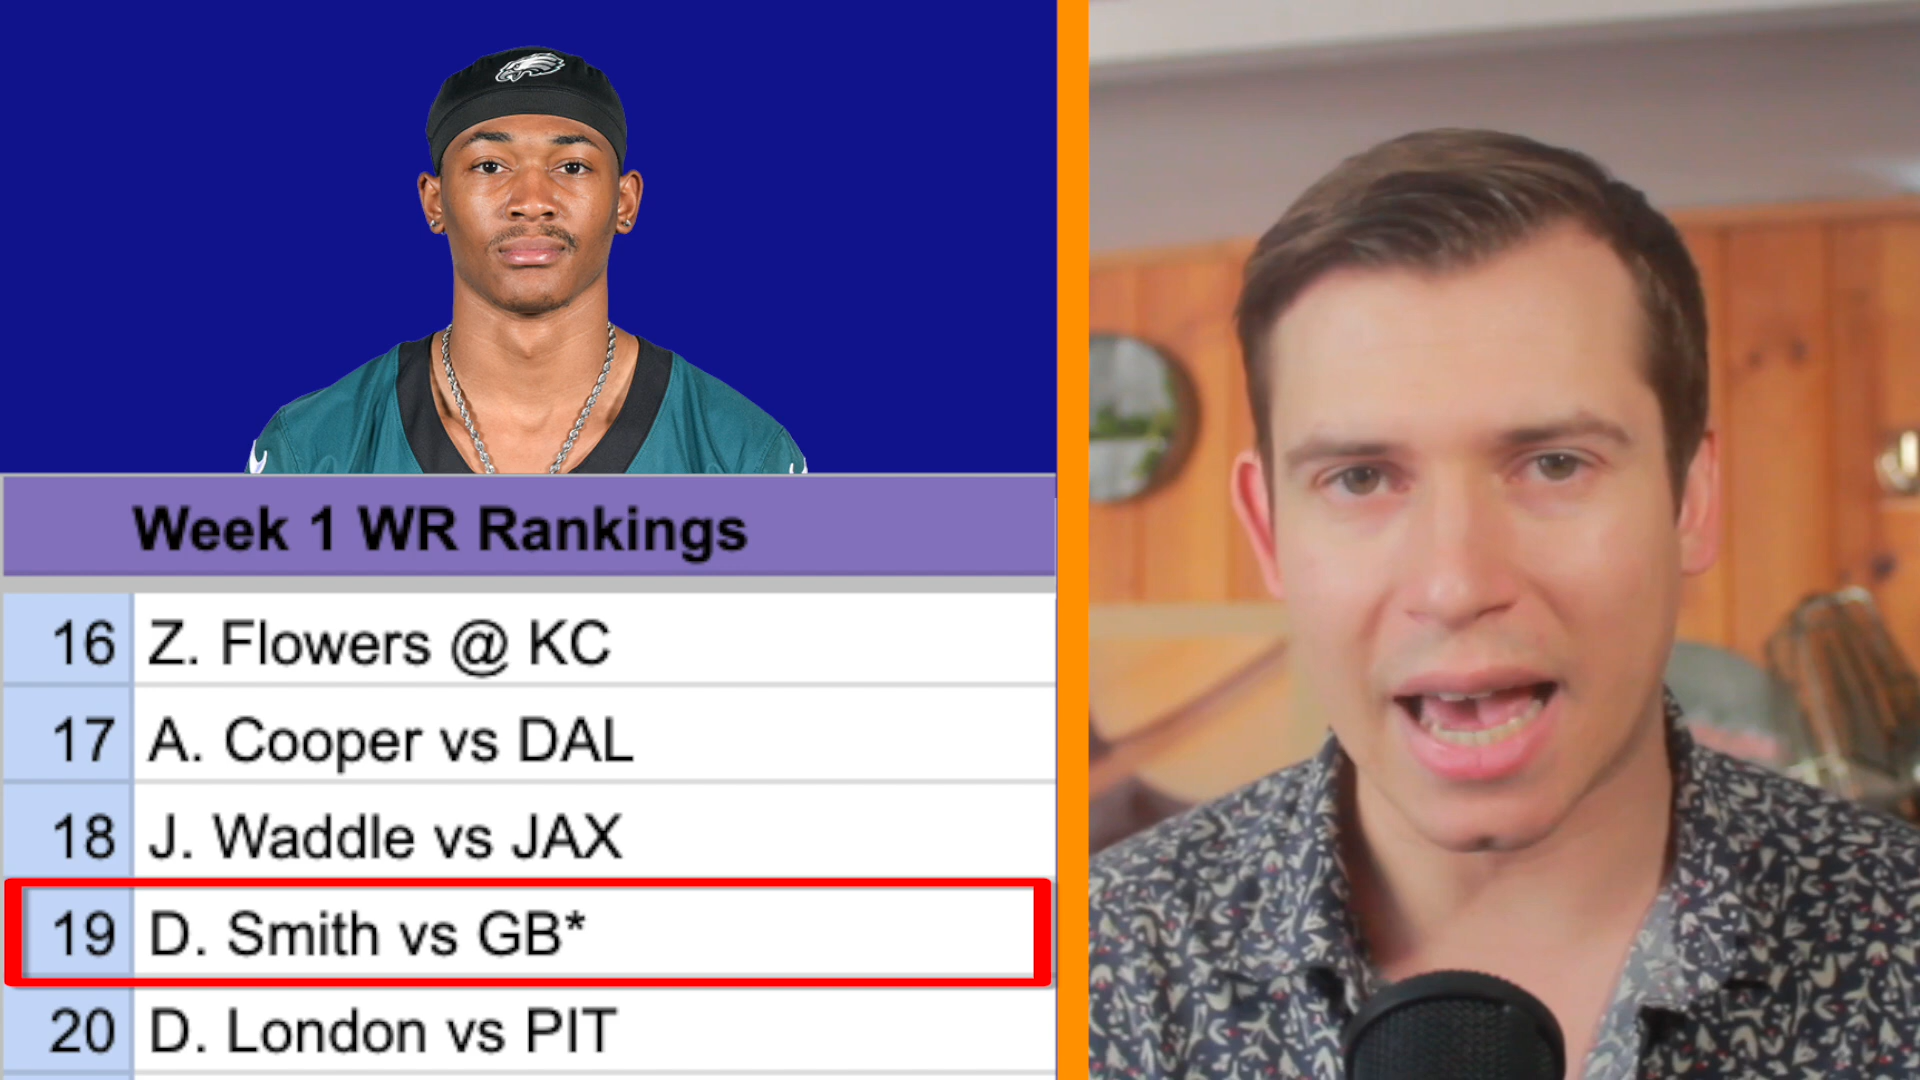 Week 1 WR Rankings
16 Z. Flowers @ KC
17 A. Cooper vs DAL
18 J. Waddle vs JAX
19 D. Smith vs GB*
20 D. London vs PIT